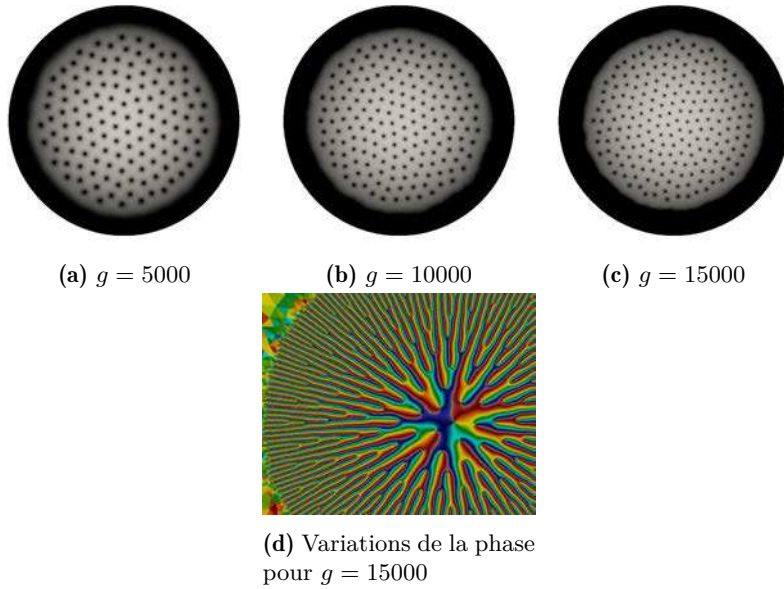 (a) g = 5000
(b) g = 10000
(c) g = 15000
(d) Variations de la phase
pour g = 15000